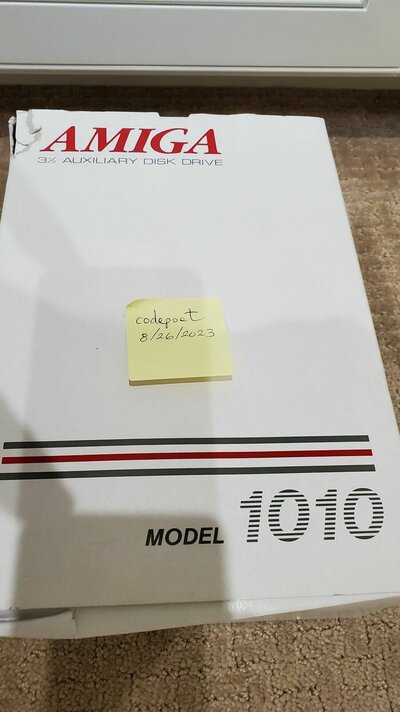 AMIGA
3½ AUXILIARY DISK DRIVE
codepoet
8/26/2023
MODEL 1010